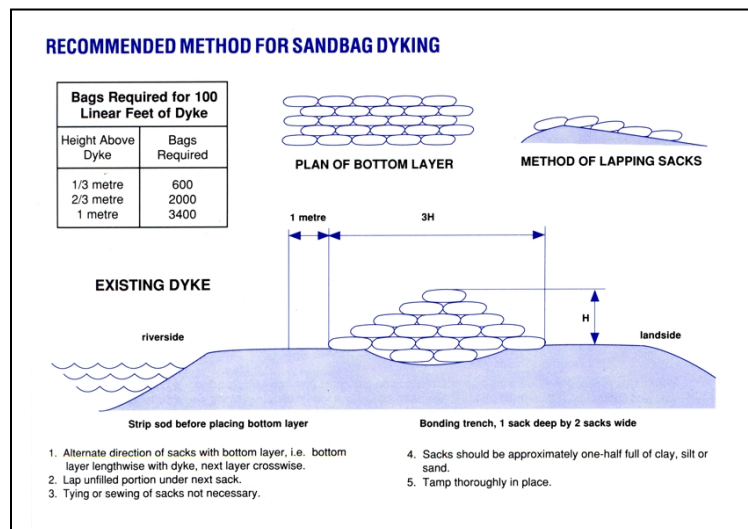 RECOMMENDED METHOD FOR SANDBAG DYKING
Bags Required for 100
Linear Feet of Dyke
Height Above
Dyke
Bags
Required
1/3 metre 600
2/3 metre 2000
1 metre 3400
PLAN OF BOTTOM LAYER
METHOD OF LAPPING SACKS
1 metre
3H
EXISTING DYKE
riverside
H
landside
Strip sod before placing bottom layer
Bonding trench, 1 sack deep by 2 sacks wide
1. Alternate direction of sacks with bottom layer, i.e. bottom
layer lengthwise with dyke, next layer crosswise.
2. Lap unfilled portion under next sack.
3. Tying or sewing of sacks not necessary.
4. Sacks should be approximately one-half full of clay, silt or
sand.
5. Tamp thoroughly in place.